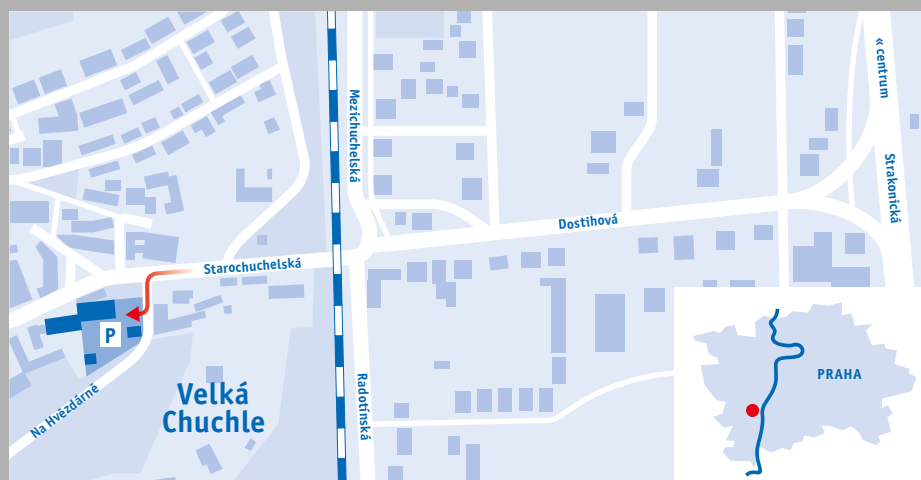 « centrum
Mezichuchelská
Strakonická
Dostihová
Starochuchelská
P
Na Hvězdárně
Velká
Chuchle
Radotínská
PRAHA